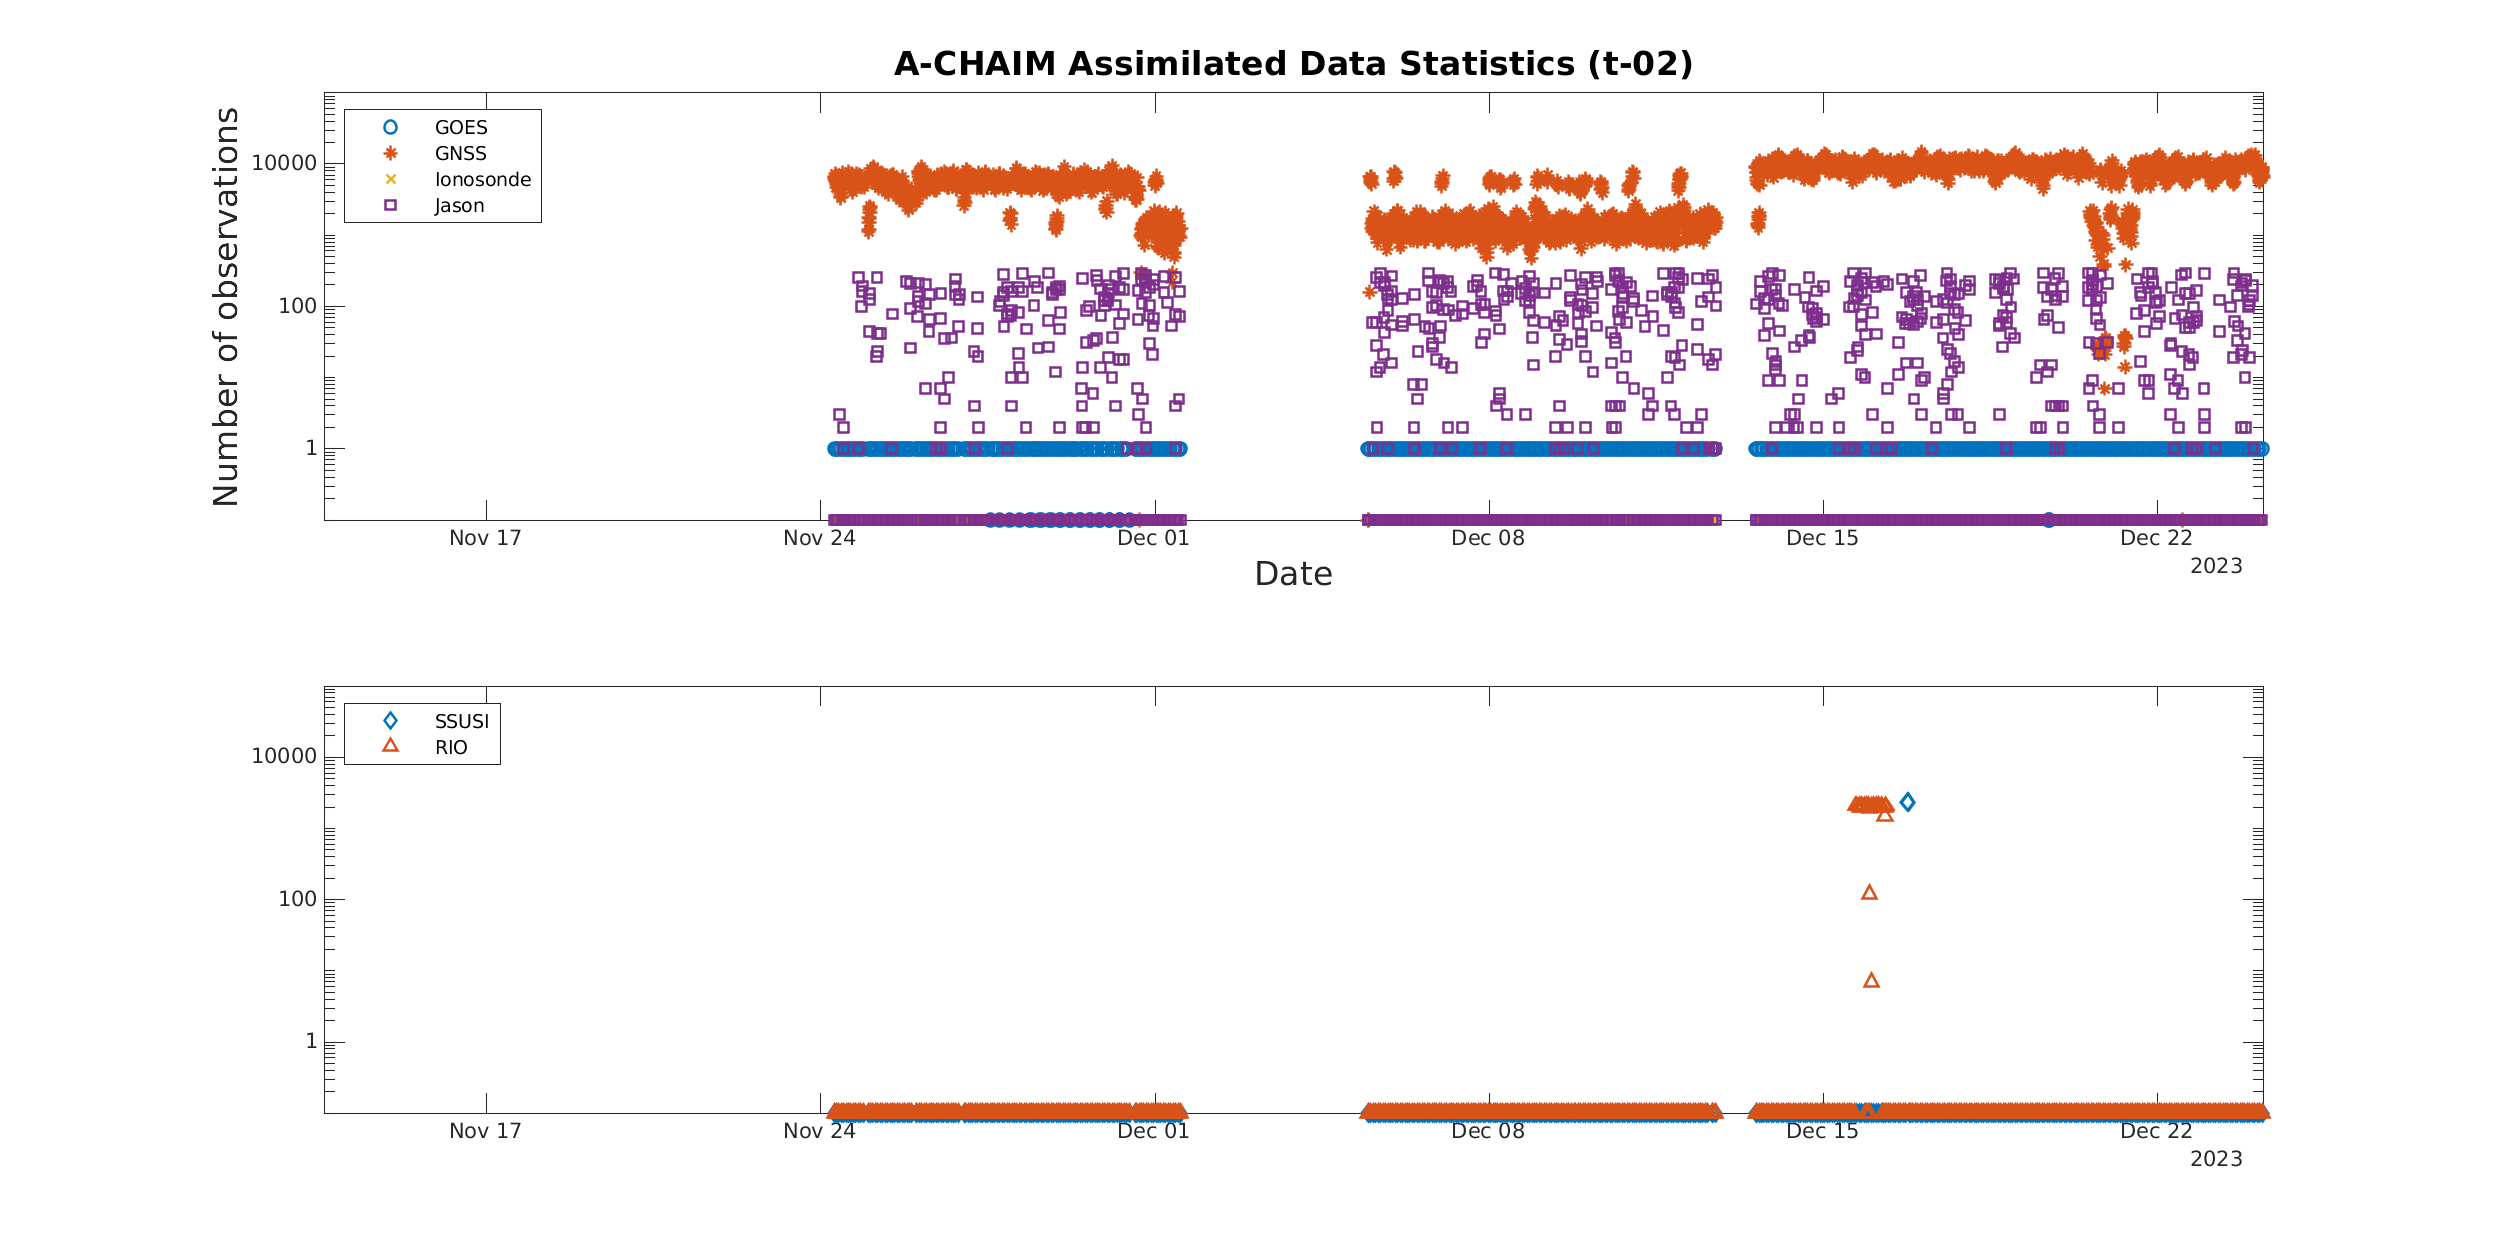 A-CHAIM Assimilated Data Statistics (t-02)
Number of observations
10000
100
1
GOES
GNSS
Ionosonde
Jason
Nov 17 Nov 24 Dec 01 Dec 08 Dec 15 Dec 22
2023
Date
10000
100
1
SSUSI
RIO
Nov 17 Nov 24 Dec 01 Dec 08 Dec 15 Dec 22
2023